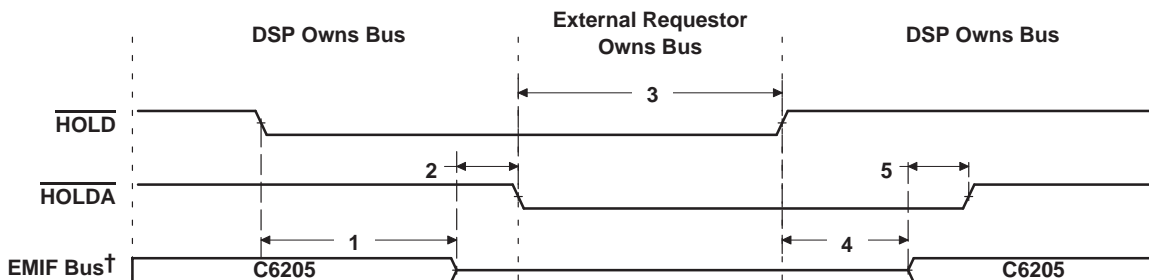 DSP Owns Bus
External Requestor
Owns Bus
DSP Owns Bus
3
HOLD
2
5
HOLDA
1
4
EMIF Bus†
C6205
C6205